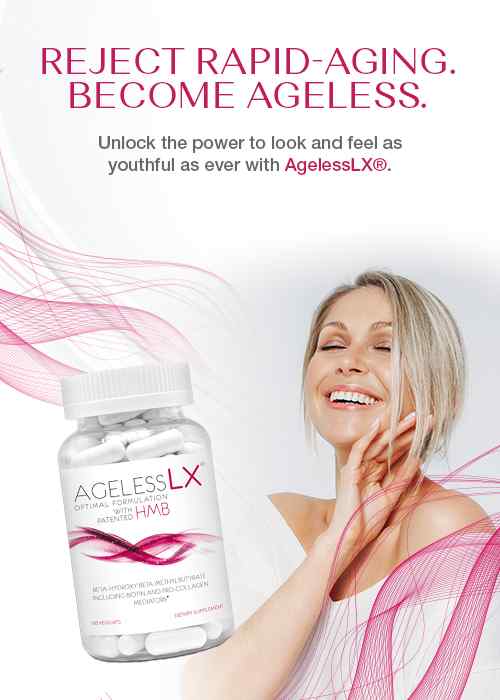 REJECT RAPID-AGING.
BECOME AGELESS.
Unlock the power to look and feel as
youthful as ever with AgelessLX®.
AGELESSLX®
OPTIMAL FORMULATION
WITH
PATENTED HMB
BETA-HYDROXY BETA-METHYLBUTYRATE
INCLUDING BIOTIN AND PRO-COLLAGEN
MEDIATORS*
DIETARY SUPPLEMENT